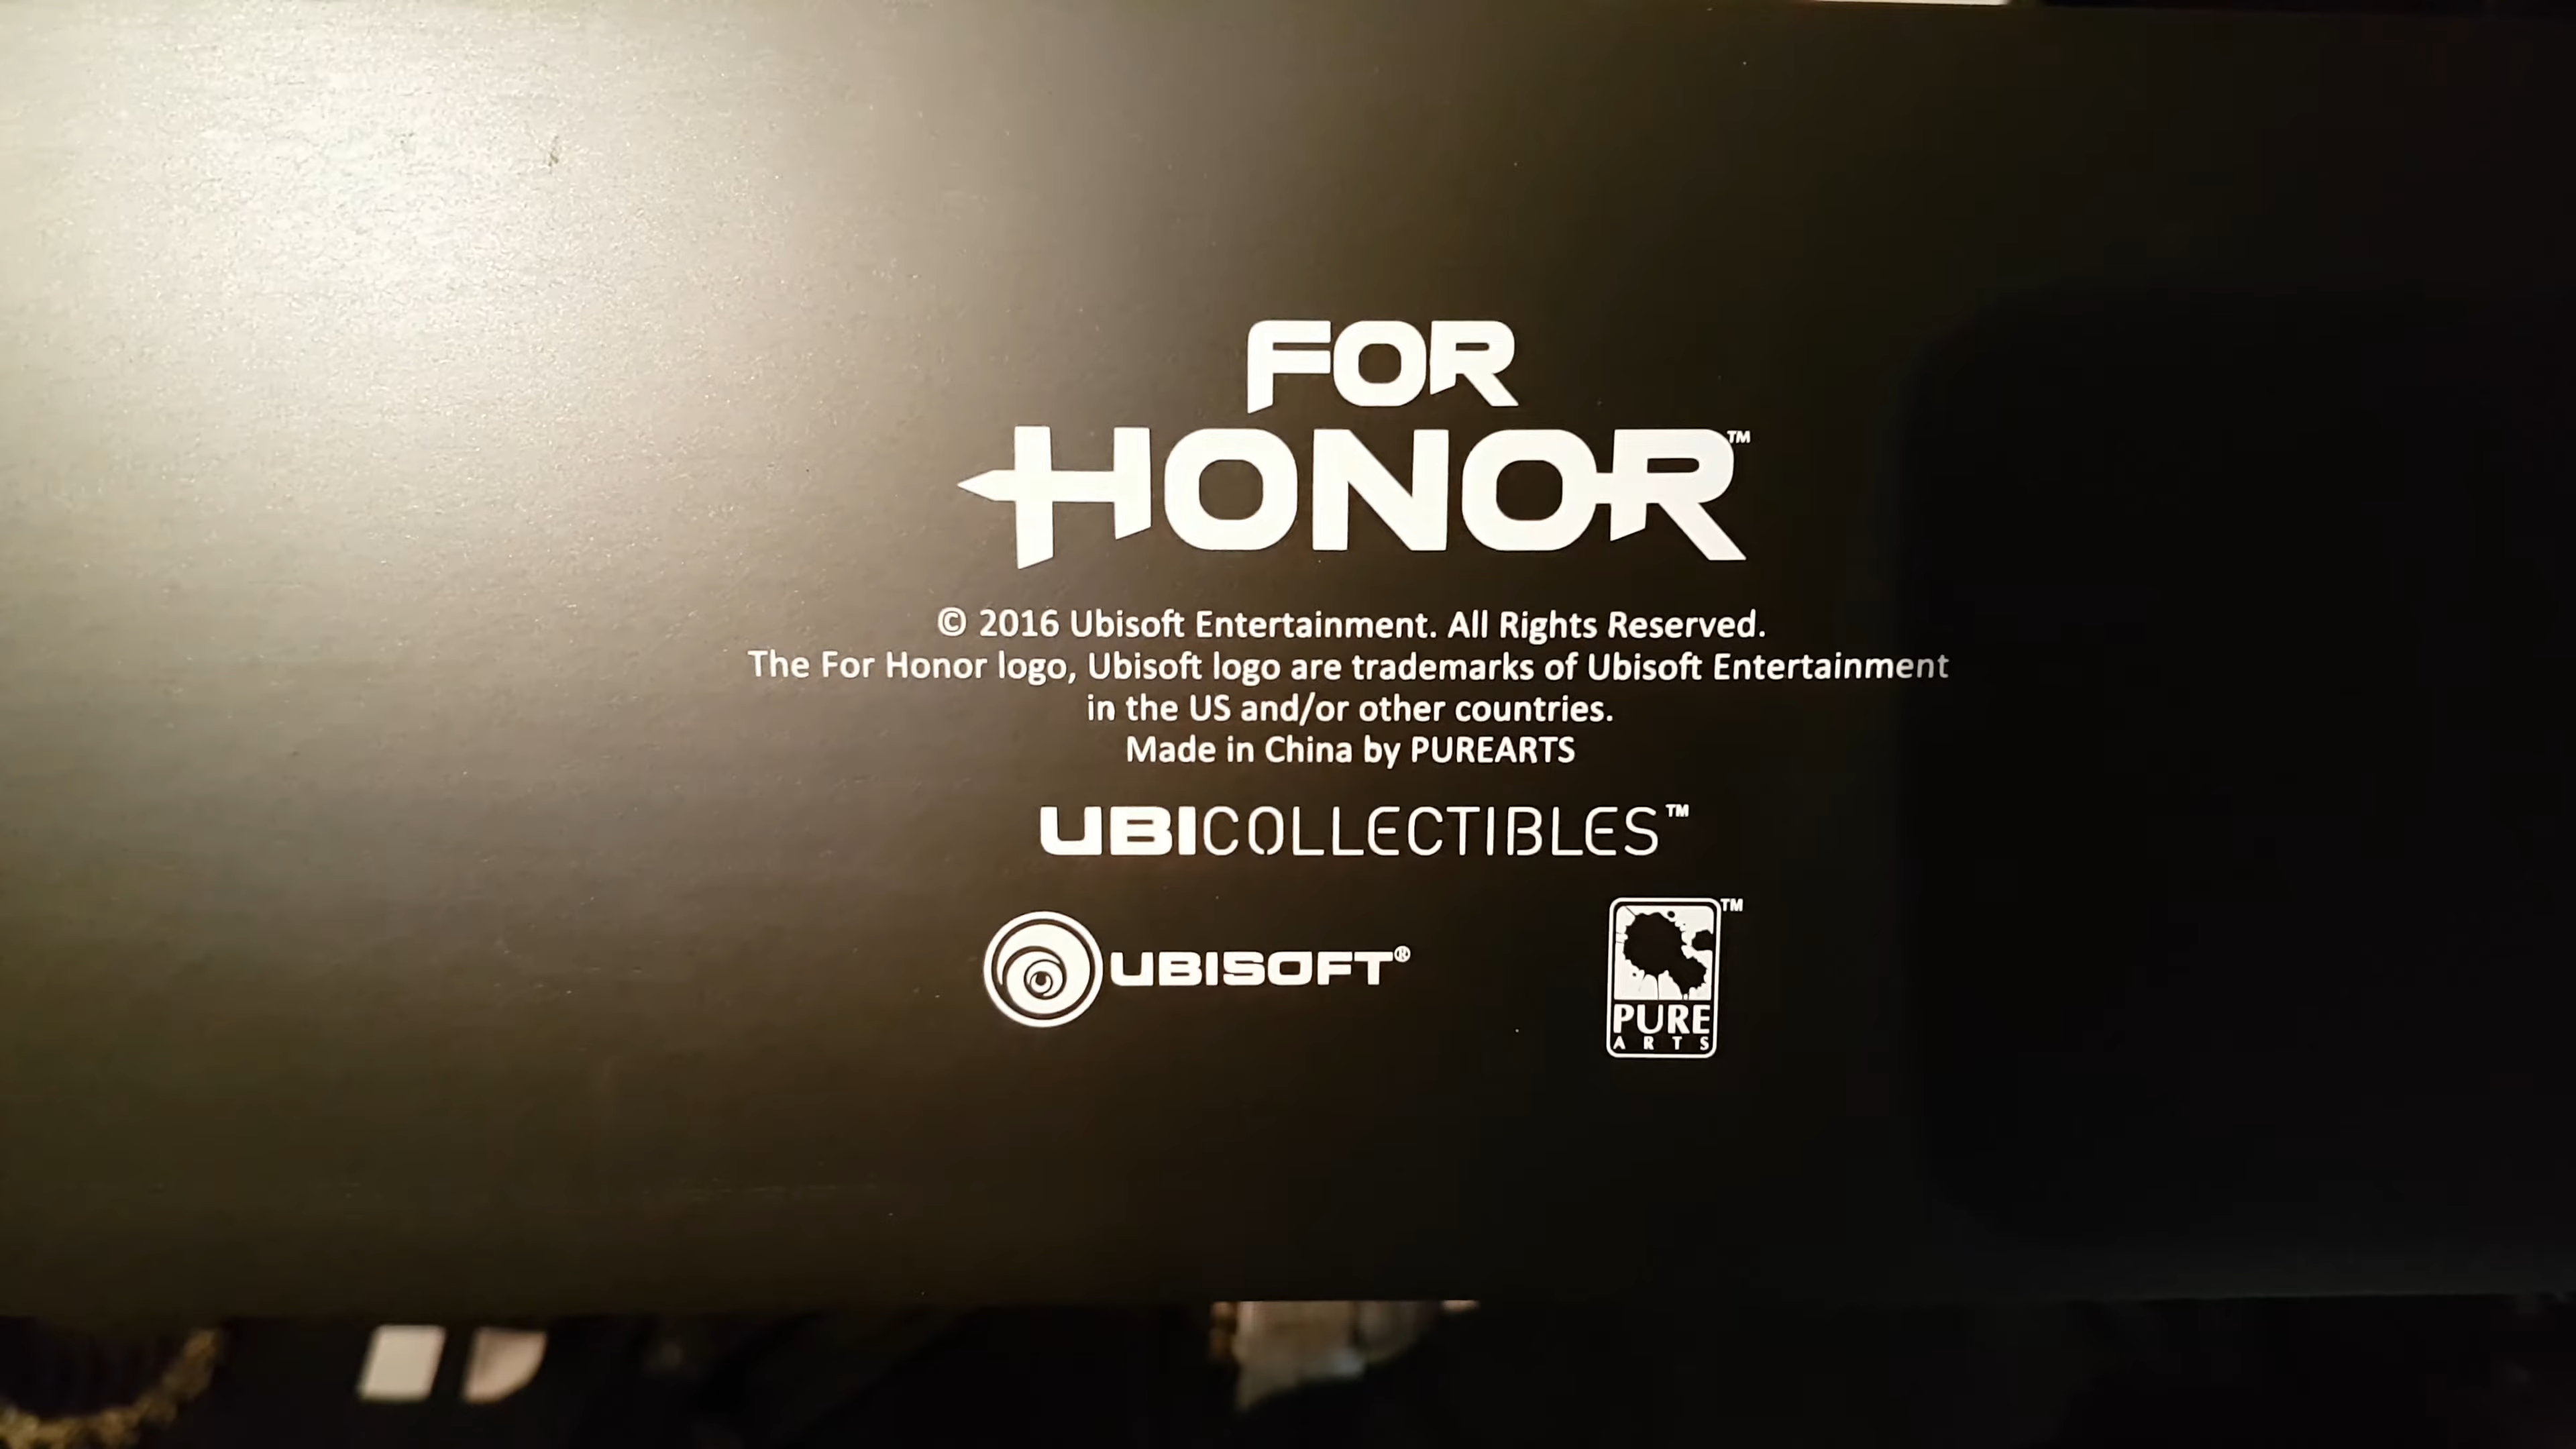 FOR
HONOR™
© 2016 Ubisoft Entertainment. All Rights Reserved.
The For Honor logo, Ubisoft logo are trademarks of Ubisoft Entertainment
in the US and/or other countries.
Made in China by PUREARTS
UBICOLLECTIBLES™
UBISOFT®
PURE
ARTS
™